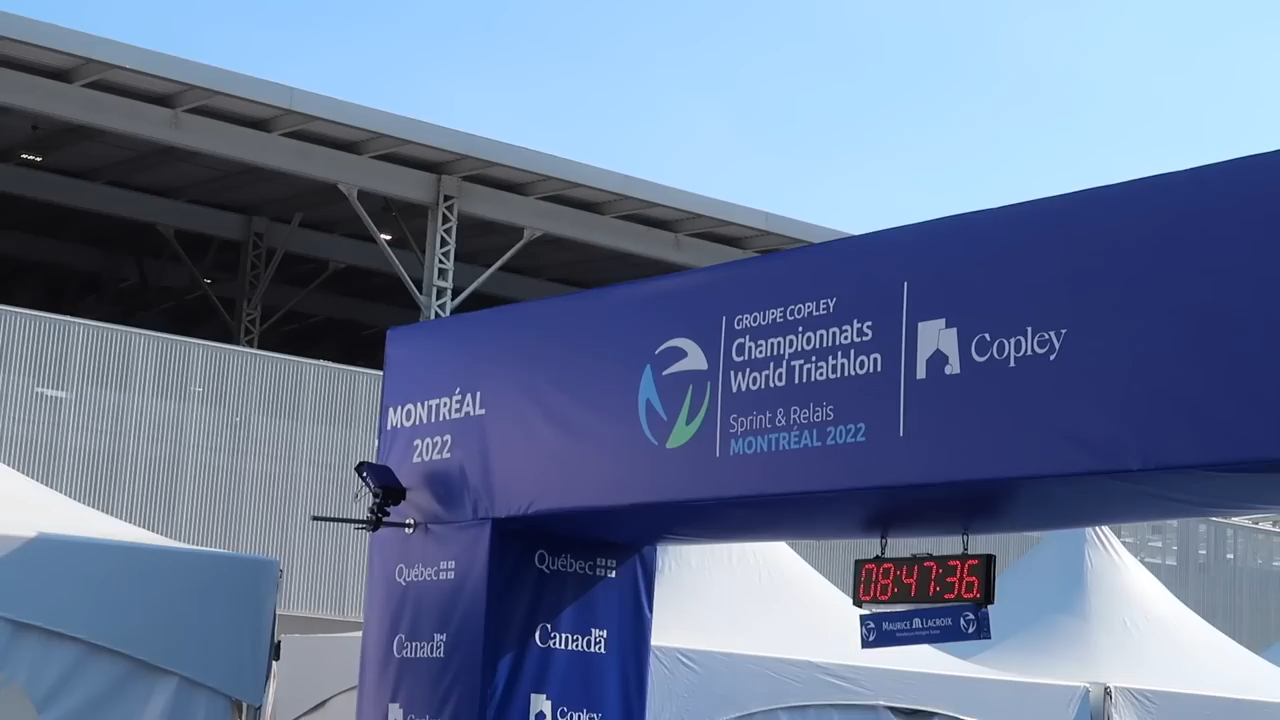 GROUPE COPLEY
Championnats
World Triathlon
Sprint & Relais
MONTRÉAL 2022
Copley
MONTRÉAL
2022
Québec
Canada
Copley
Québec
Canada
Copley
08:47:36
MAURICE LACROIX